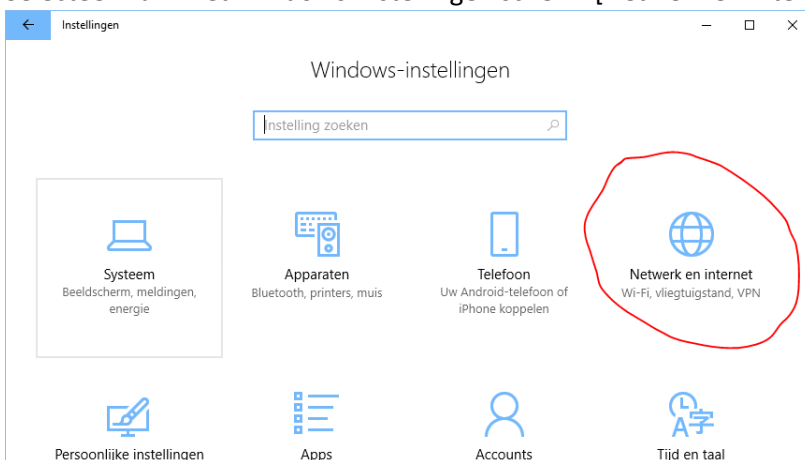 Instellingen
Windows-instellingen
Instelling zoeken
Systeem
Beeldscherm, meldingen,
energie
Apparaten
Bluetooth, printers, muis
Telefoon
Uw Android-telefoon of
iPhone koppelen
Netwerk en internet
Wi-Fi, vliegtuigstand, VPN
Persoonlijke instellingen
Apps
Accounts
Tijd en taal